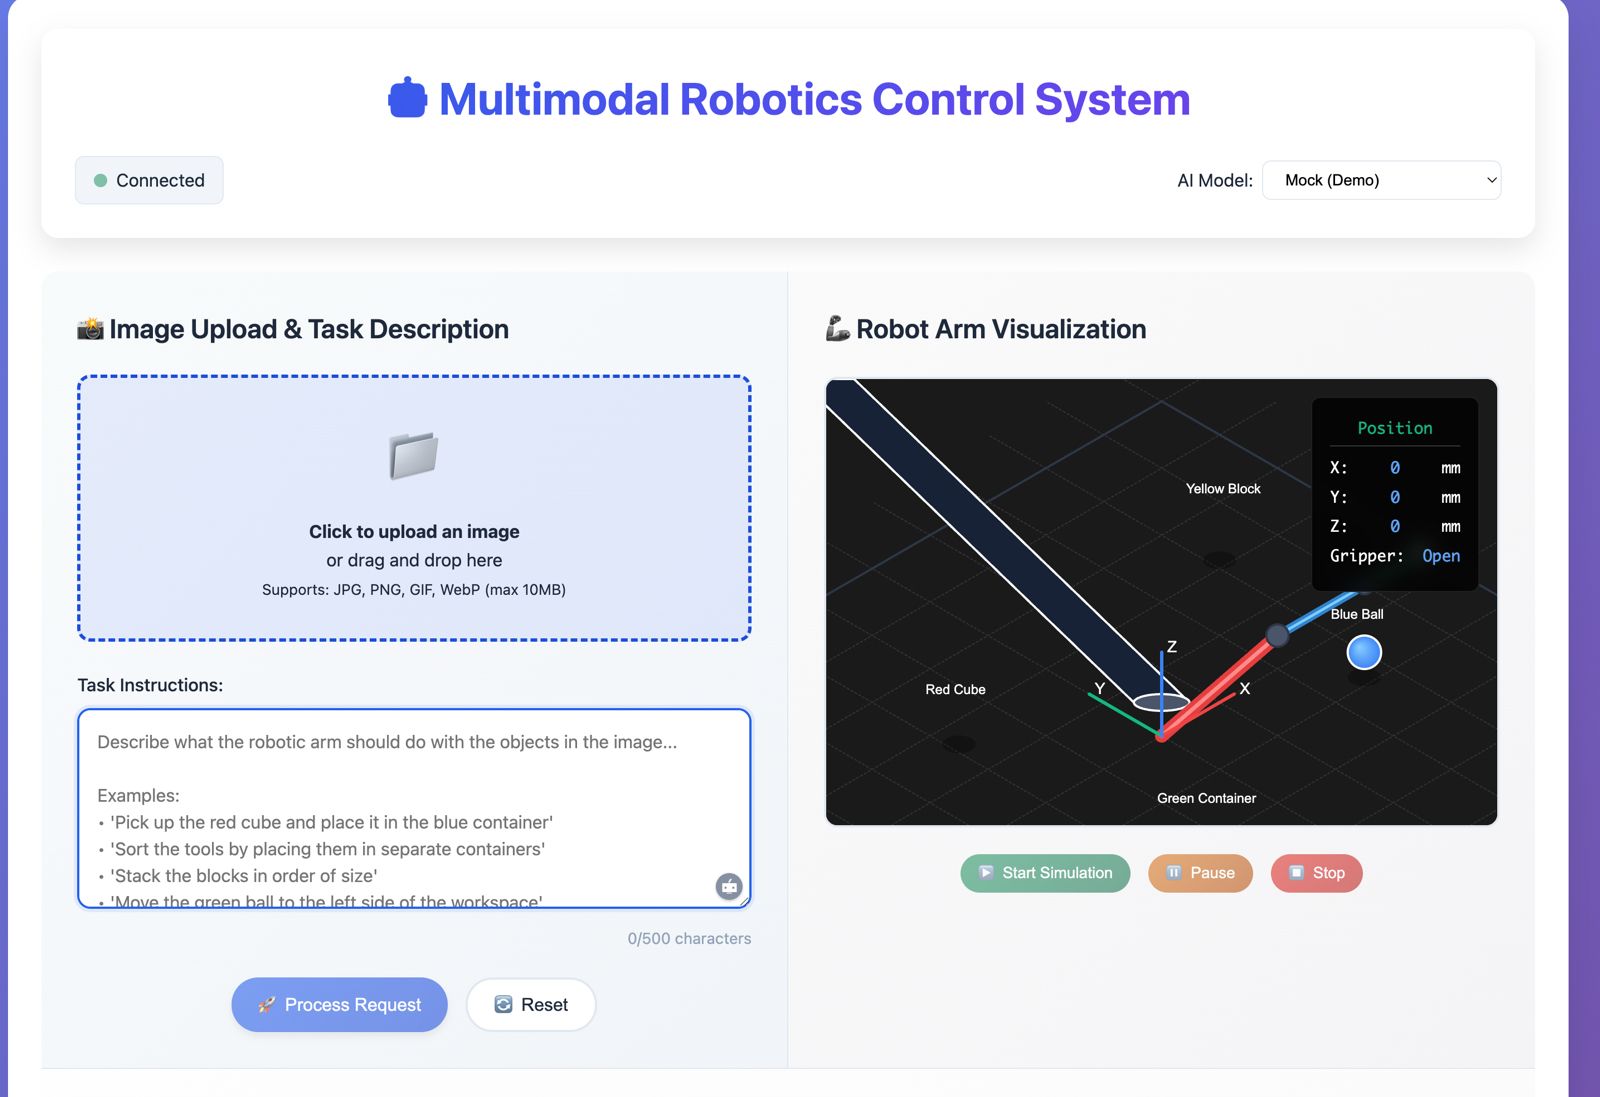 Multimodal Robotics Control System
Connected
AI Model: Mock (Demo)
Image Upload & Task Description
Click to upload an image
or drag and drop here
Supports: JPG, PNG, GIF, WebP (max 10MB)
Task Instructions:
Describe what the robotic arm should do with the objects in the image...
Examples:
• 'Pick up the red cube and place it in the blue container'
• 'Sort the tools by placing them in separate containers'
• 'Stack the blocks in order of size'
• 'Move the green ball to the left side of the workspace'
0/500 characters
Process Request
Reset
Robot Arm Visualization
Position
X: 0 mm
Y: 0 mm
Z: 0 mm
Gripper: Open
Yellow Block
Blue Ball
Z
Y
X
Red Cube
Green Container
Start Simulation
Pause
Stop